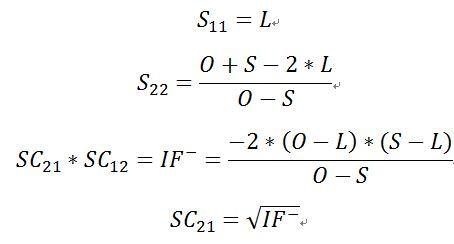 S₁₁ = L↵
S₂₂ = (O + S − 2 * L) / (O − S)↵
SC₂₁ * SC₁₂ = IF⁻ = (−2 * (O − L) * (S − L)) / (O − S)↵
SC₂₁ = √(IF⁻)↵